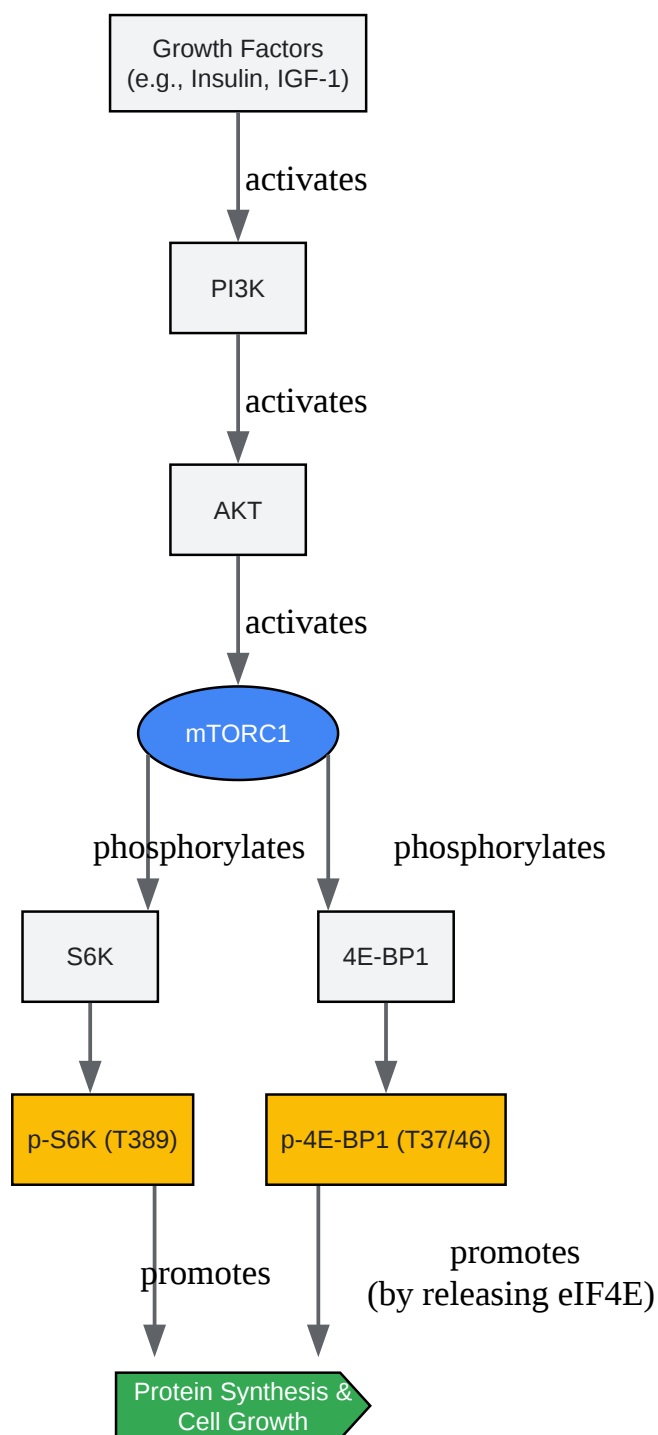 Growth Factors
(e.g., Insulin, IGF-1)
activates
PI3K
activates
AKT
activates
mTORC1
phosphorylates
phosphorylates
S6K
4E-BP1
p-S6K (T389)
p-4E-BP1 (T37/46)
promotes
promotes
(by releasing eIF4E)
Protein Synthesis &
Cell Growth